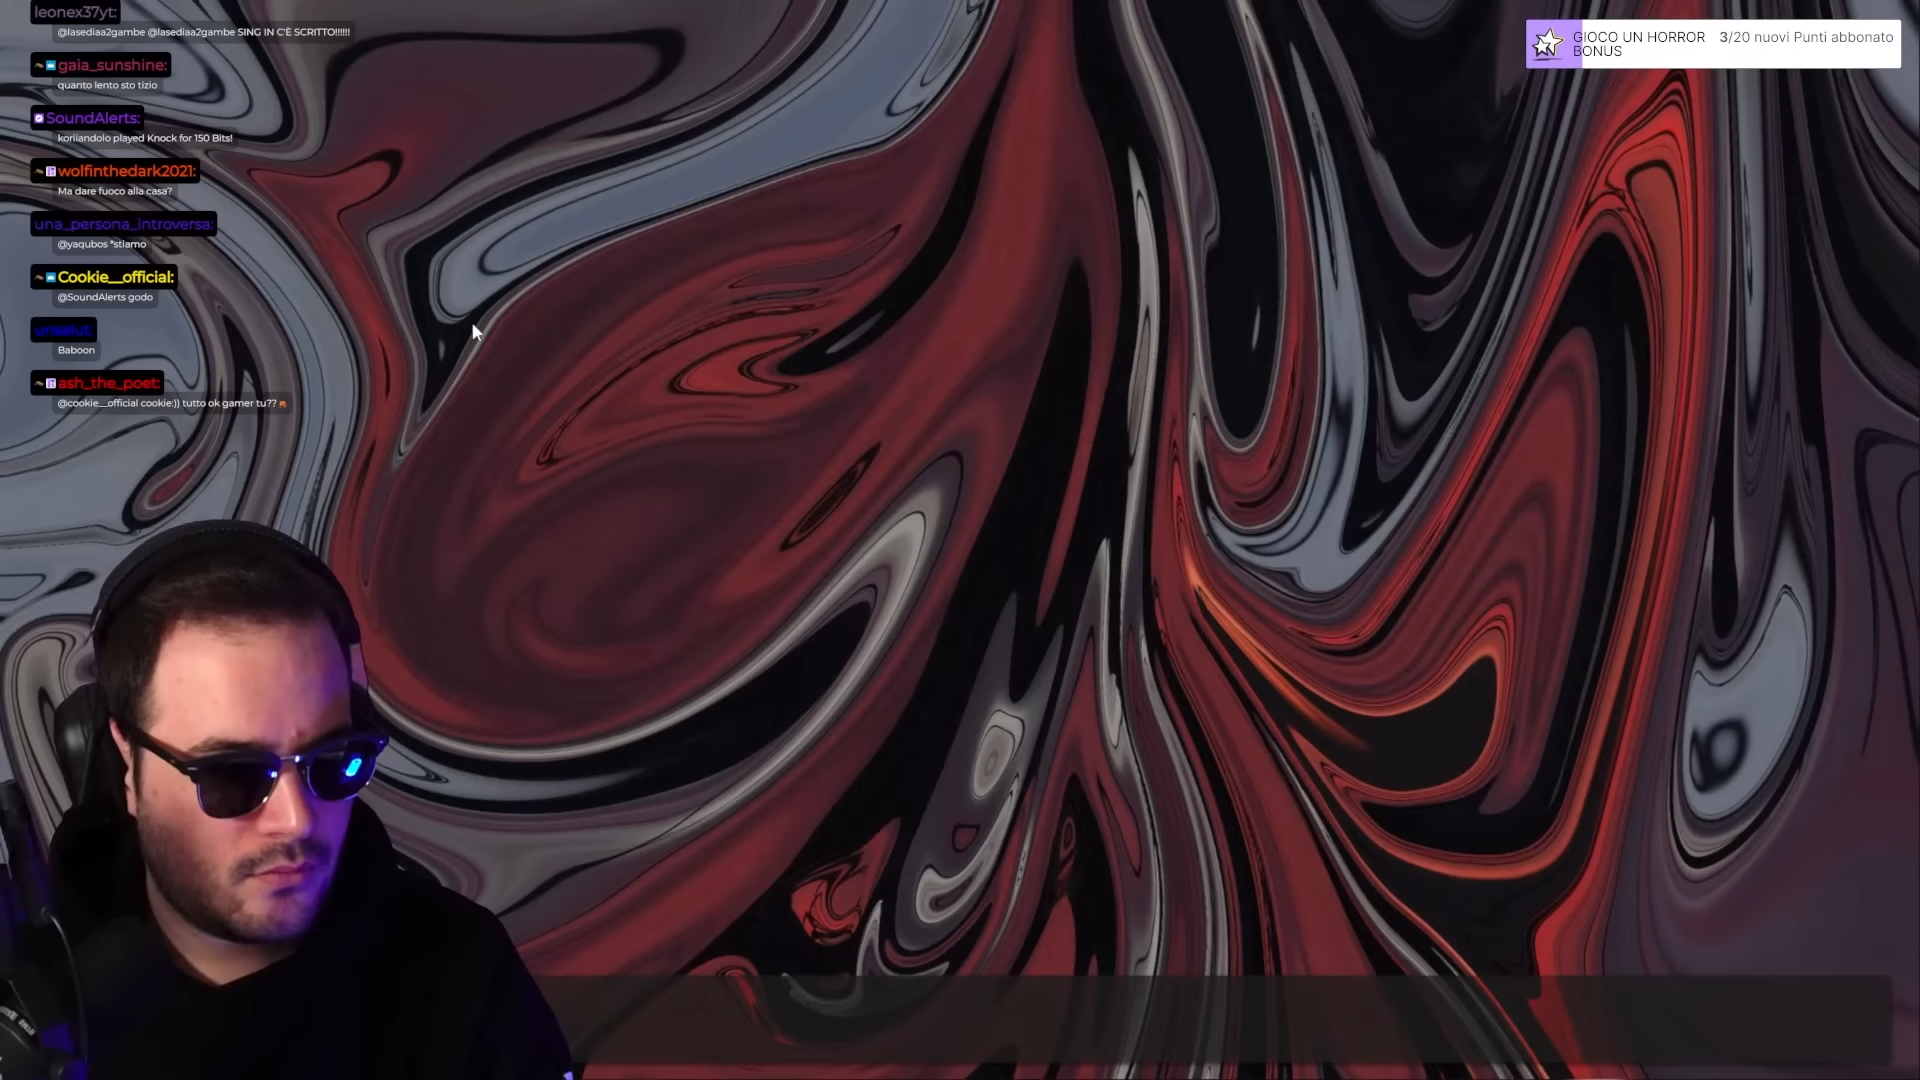 leonex37yt:
@lasediaa2gambe @lasediaa2gambe SING IN C'È SCRITTO!!!!!!
gaia_sunshine:
quanto lento sto tizio
SoundAlerts:
koriiandolo played Knock for 150 Bits!
wolfinthedark2021:
Ma dare fuoco alla casa?
una_persona_introversa:
@yaqubos *stiamo
Cookie__official:
@SoundAlerts godo
unsalut:
Baboon
ash_the_poet:
@cookie__official cookie:)) tutto ok gamer tu??
GIOCO UN HORROR 3/20 nuovi Punti abbonato
BONUS